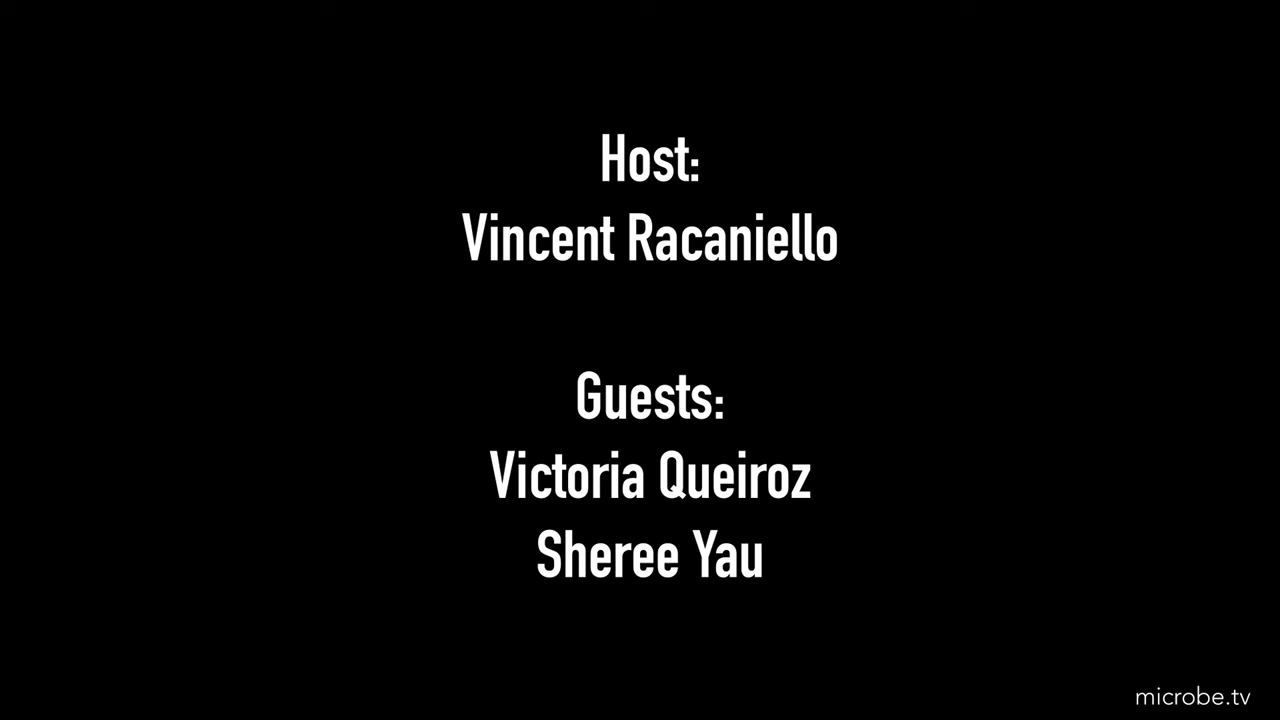 Host:
Vincent Racaniello
Guests:
Victoria Queiroz
Sheree Yau
microbe.tv